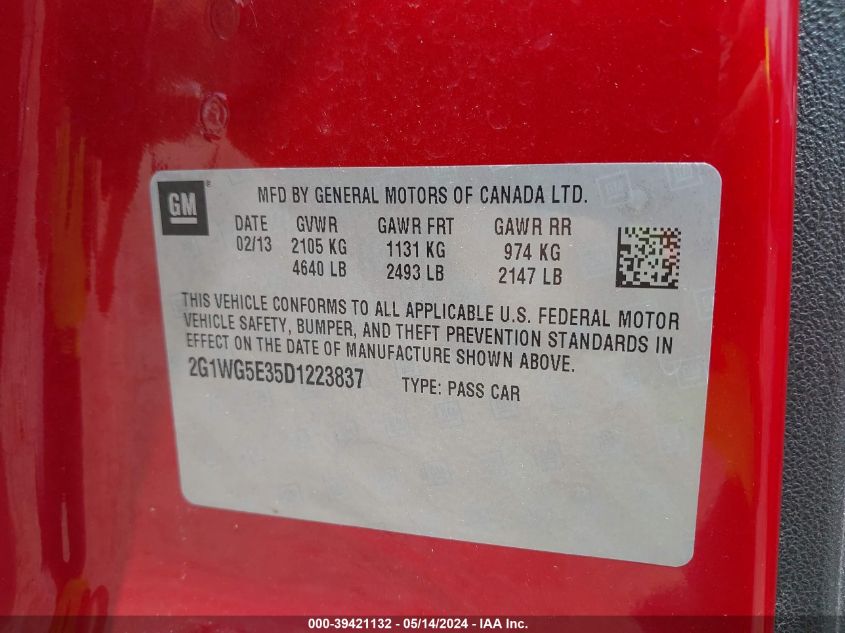 GM ®
MFD BY GENERAL MOTORS OF CANADA LTD.
DATE GVWR GAWR FRT GAWR RR
02/13 2105 KG 1131 KG 974 KG
4640 LB 2493 LB 2147 LB
THIS VEHICLE CONFORMS TO ALL APPLICABLE U.S. FEDERAL MOTOR
VEHICLE SAFETY, BUMPER, AND THEFT PREVENTION STANDARDS IN
EFFECT ON THE DATE OF MANUFACTURE SHOWN ABOVE.
2G1WG5E35D1223837 TYPE: PASS CAR
000-39421132 - 05/14/2024 - IAA Inc.